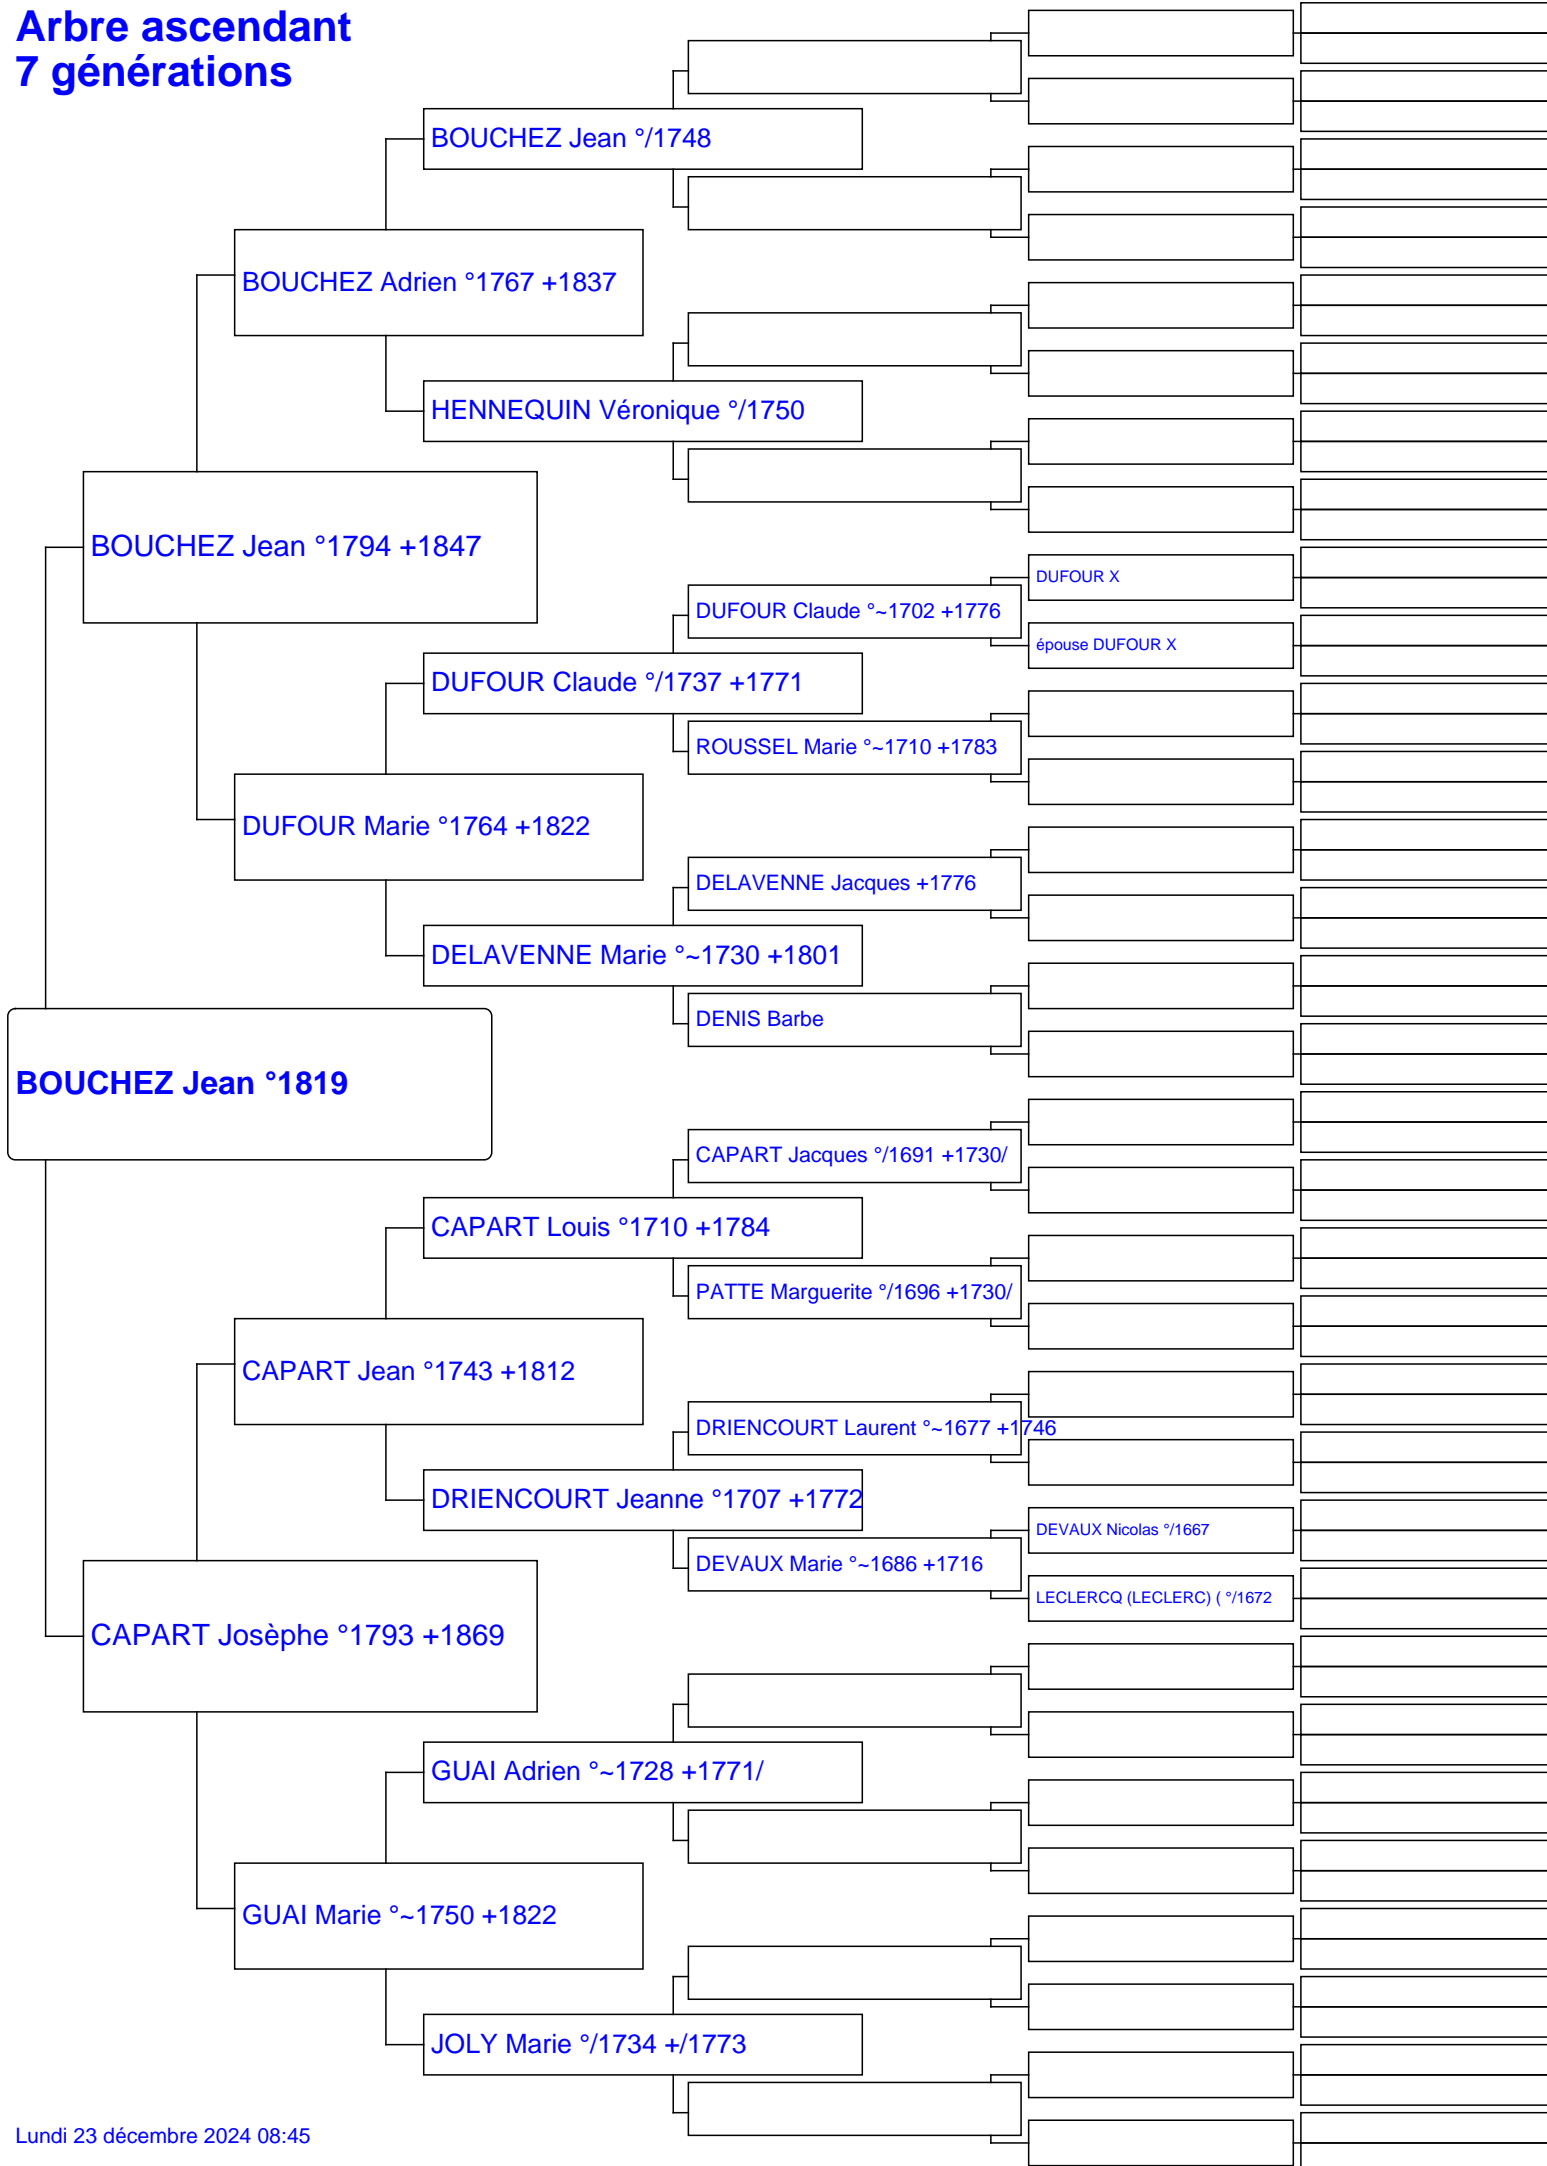 Arbre ascendant
7 générations
BOUCHEZ Jean °/1748
BOUCHEZ Adrien °1767 +1837
HENNEQUIN Véronique °/1750
BOUCHEZ Jean °1794 +1847
DUFOUR X
DUFOUR Claude °~1702 +1776
épouse DUFOUR X
DUFOUR Claude °/1737 +1771
ROUSSEL Marie °~1710 +1783
DUFOUR Marie °1764 +1822
DELAVENNE Jacques +1776
DELAVENNE Marie °~1730 +1801
DENIS Barbe
BOUCHEZ Jean °1819
CAPART Jacques °/1691 +1730/
CAPART Louis °1710 +1784
PATTE Marguerite °/1696 +1730/
CAPART Jean °1743 +1812
DRIENCOURT Laurent °~1677 +1746
DRIENCOURT Jeanne °1707 +1772
DEVAUX Nicolas °/1667
DEVAUX Marie °~1686 +1716
LECLERCQ (LECLERC) ( °/1672
CAPART Josèphe °1793 +1869
GUAI Adrien °~1728 +1771/
GUAI Marie °~1750 +1822
JOLY Marie °/1734 +/1773
Lundi 23 décembre 2024 08:45